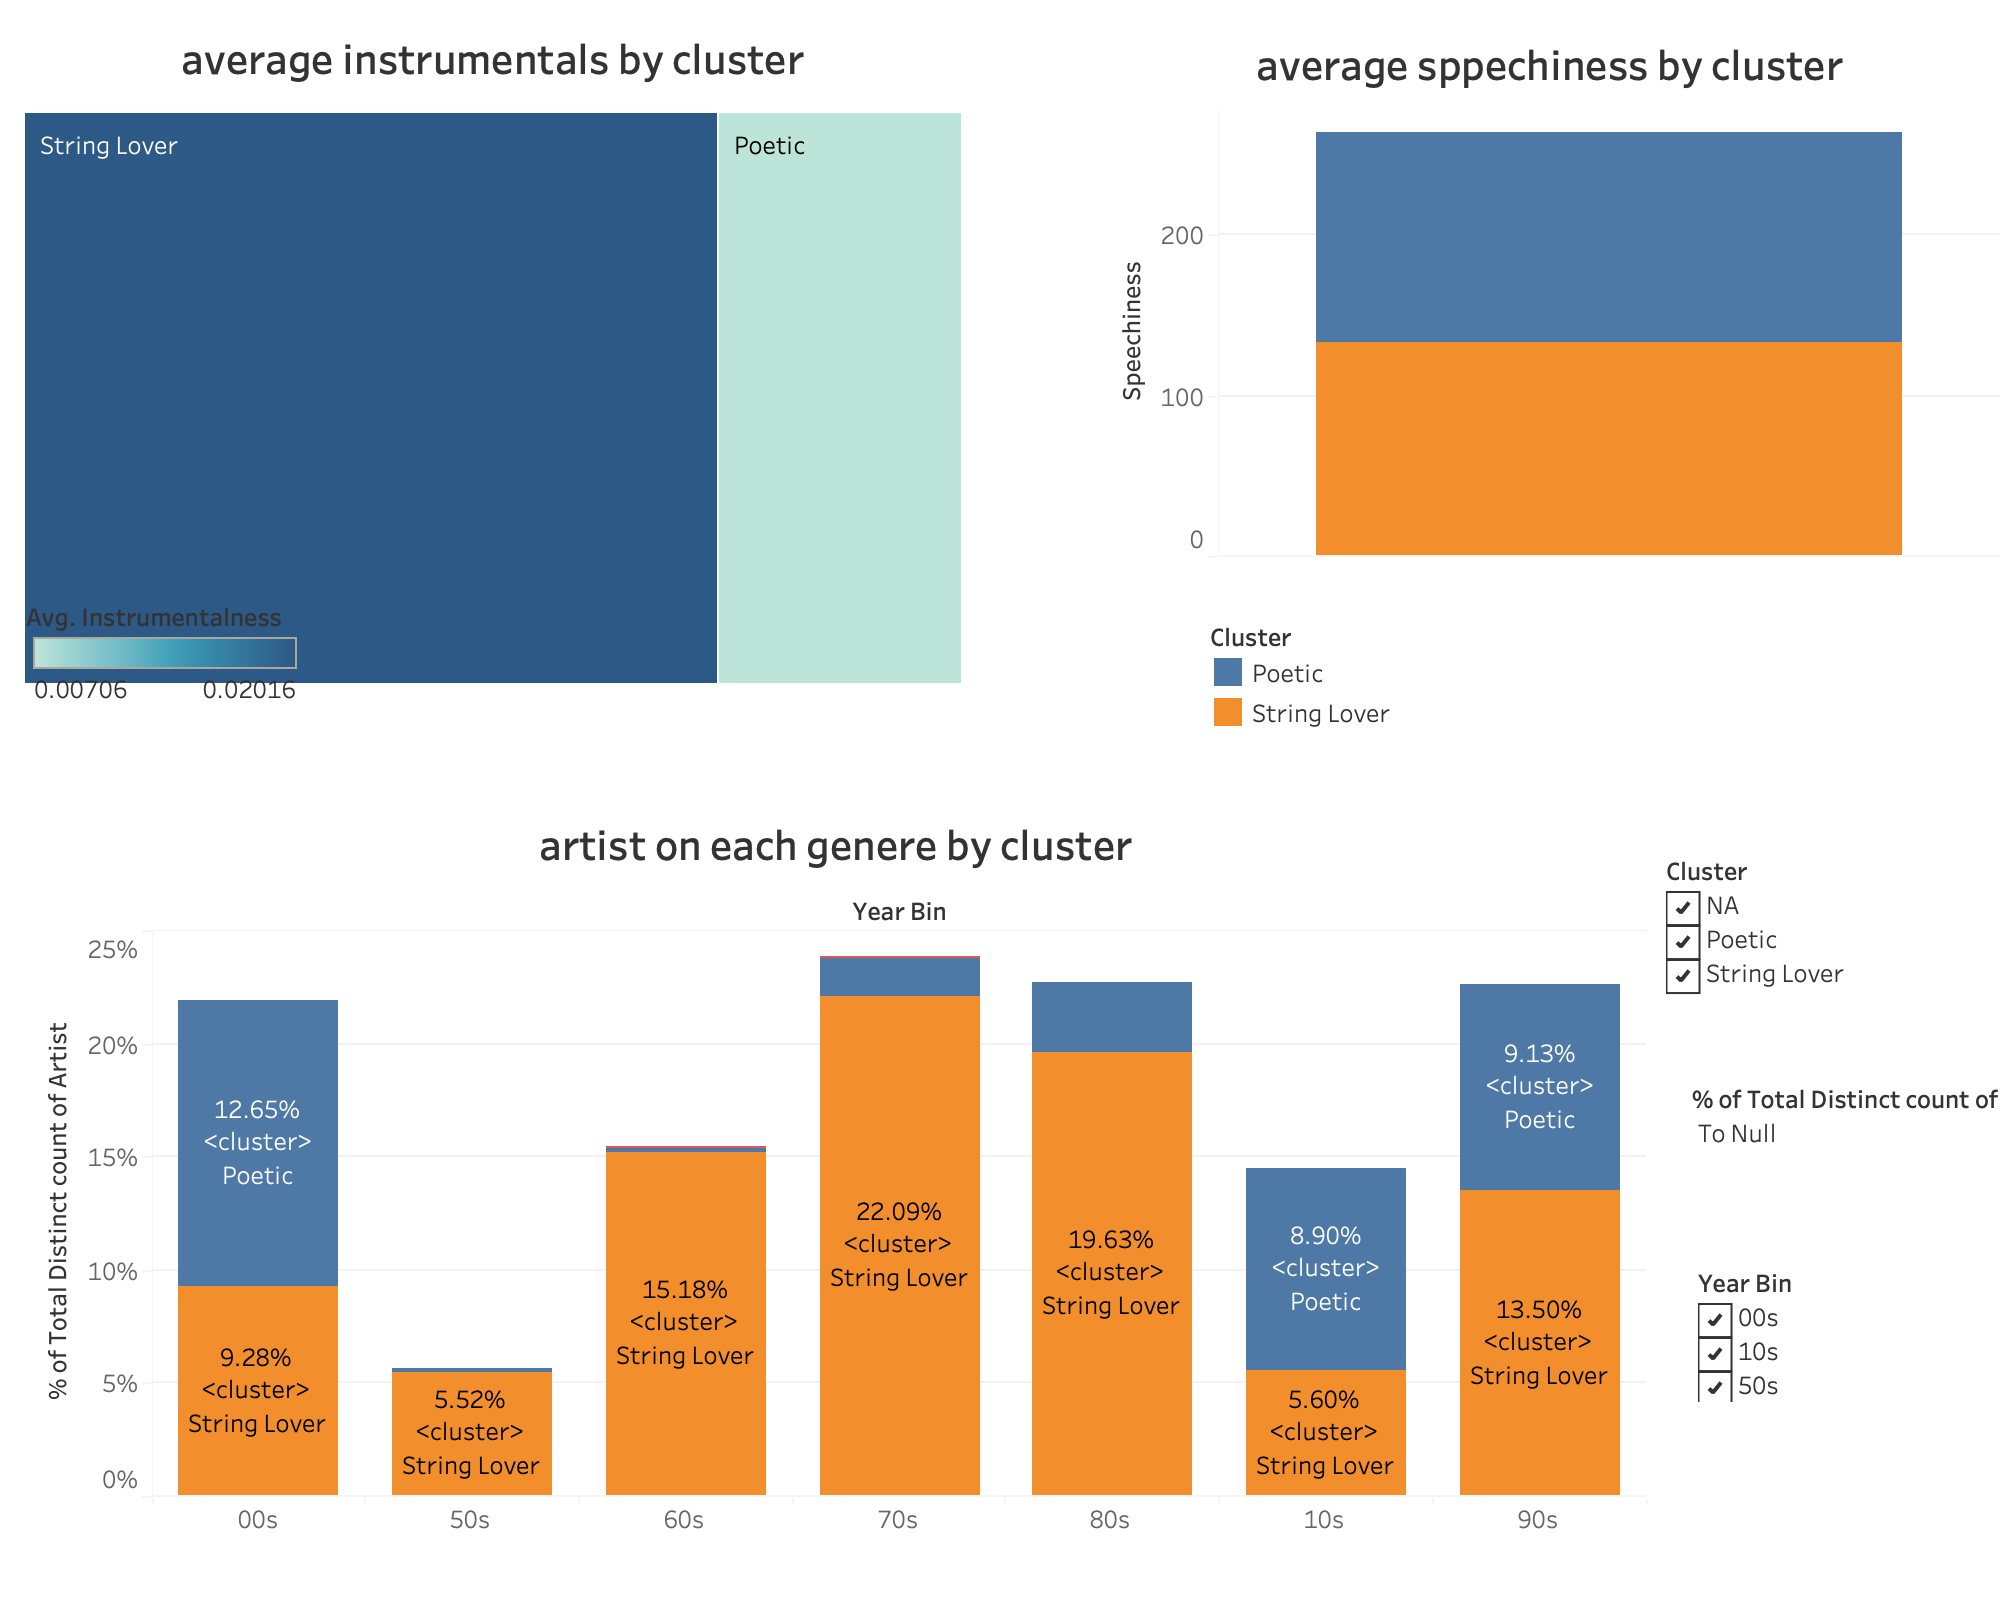 average instrumentals by cluster
String Lover
Poetic
Avg. Instrumentalness
0.00706
0.02016
average sppechiness by cluster
Speechiness
200
100
0
Cluster
Poetic
String Lover
artist on each genere by cluster
Year Bin
% of Total Distinct count of Artist
25%
20%
15%
10%
5%
0%
12.65%
<cluster>
Poetic
9.28%
<cluster>
String Lover
5.52%
<cluster>
String Lover
15.18%
<cluster>
String Lover
22.09%
<cluster>
String Lover
19.63%
<cluster>
String Lover
8.90%
<cluster>
Poetic
5.60%
<cluster>
String Lover
9.13%
<cluster>
Poetic
13.50%
<cluster>
String Lover
00s
50s
60s
70s
80s
10s
90s
Cluster
NA
Poetic
String Lover
% of Total Distinct count of
To Null
Year Bin
00s
10s
50s